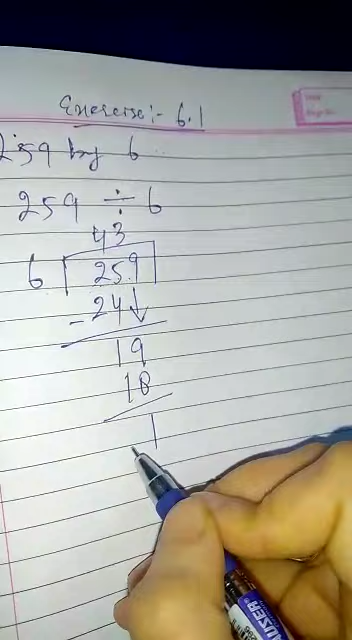 Exercise:- 6.1
259 by 6
259 ÷ 6
43
6 259
- 24
19
18
1